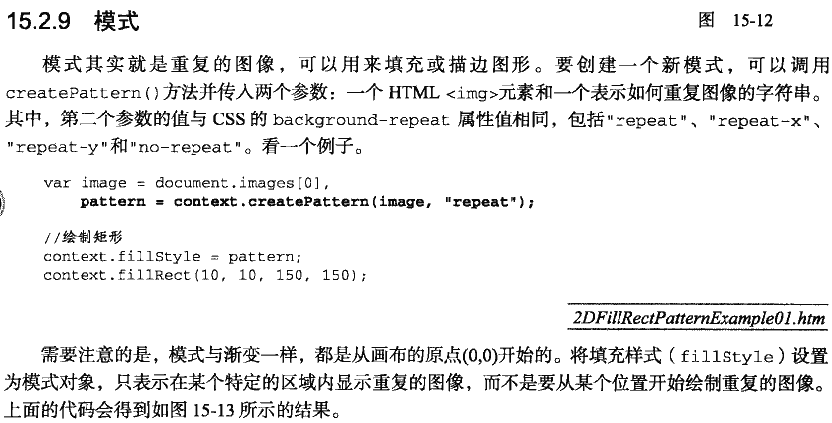 15.2.9 模式
图 15-12
模式其实就是重复的图像，可以用来填充或描边图形。要创建一个新模式，可以调用
createPattern()方法并传入两个参数：一个 HTML <img>元素和一个表示如何重复图像的字符串。
其中，第二个参数的值与 CSS 的 background-repeat 属性值相同，包括"repeat"、"repeat-x"、
"repeat-y"和"no-repeat"。看一个例子。
var image = document.images[0],
pattern = context.createPattern(image, "repeat");
//绘制矩形
context.fillStyle = pattern;
context.fillRect(10, 10, 150, 150);
2DFillRectPatternExample01.htm
需要注意的是，模式与渐变一样，都是从画布的原点(0,0)开始的。将填充样式（fillStyle）设置
为模式对象，只表示在某个特定的区域内显示重复的图像，而不是要从某个位置开始绘制重复的图像。
上面的代码会得到如图 15-13 所示的结果。